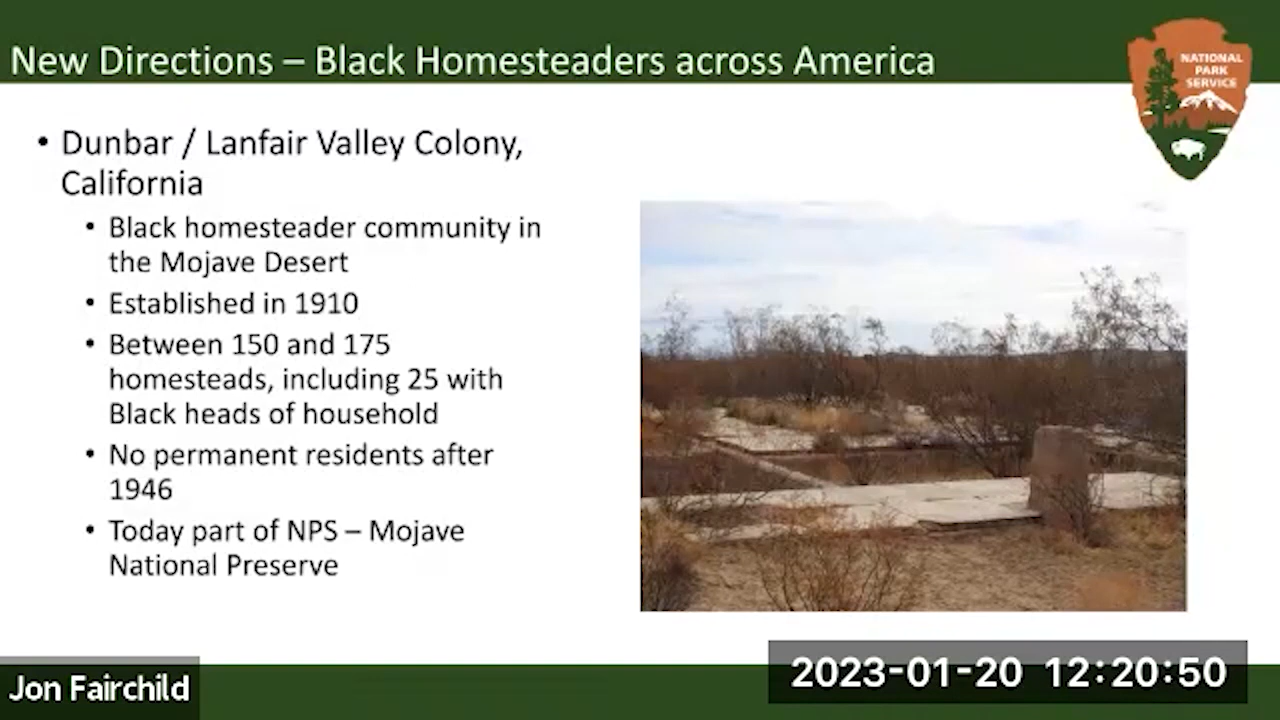 New Directions – Black Homesteaders across America
NATIONAL
PARK
SERVICE
• Dunbar / Lanfair Valley Colony,
California
• Black homesteader community in
the Mojave Desert
• Established in 1910
• Between 150 and 175
homesteads, including 25 with
Black heads of household
• No permanent residents after
1946
• Today part of NPS – Mojave
National Preserve
Jon Fairchild
2023-01-20 12:20:50